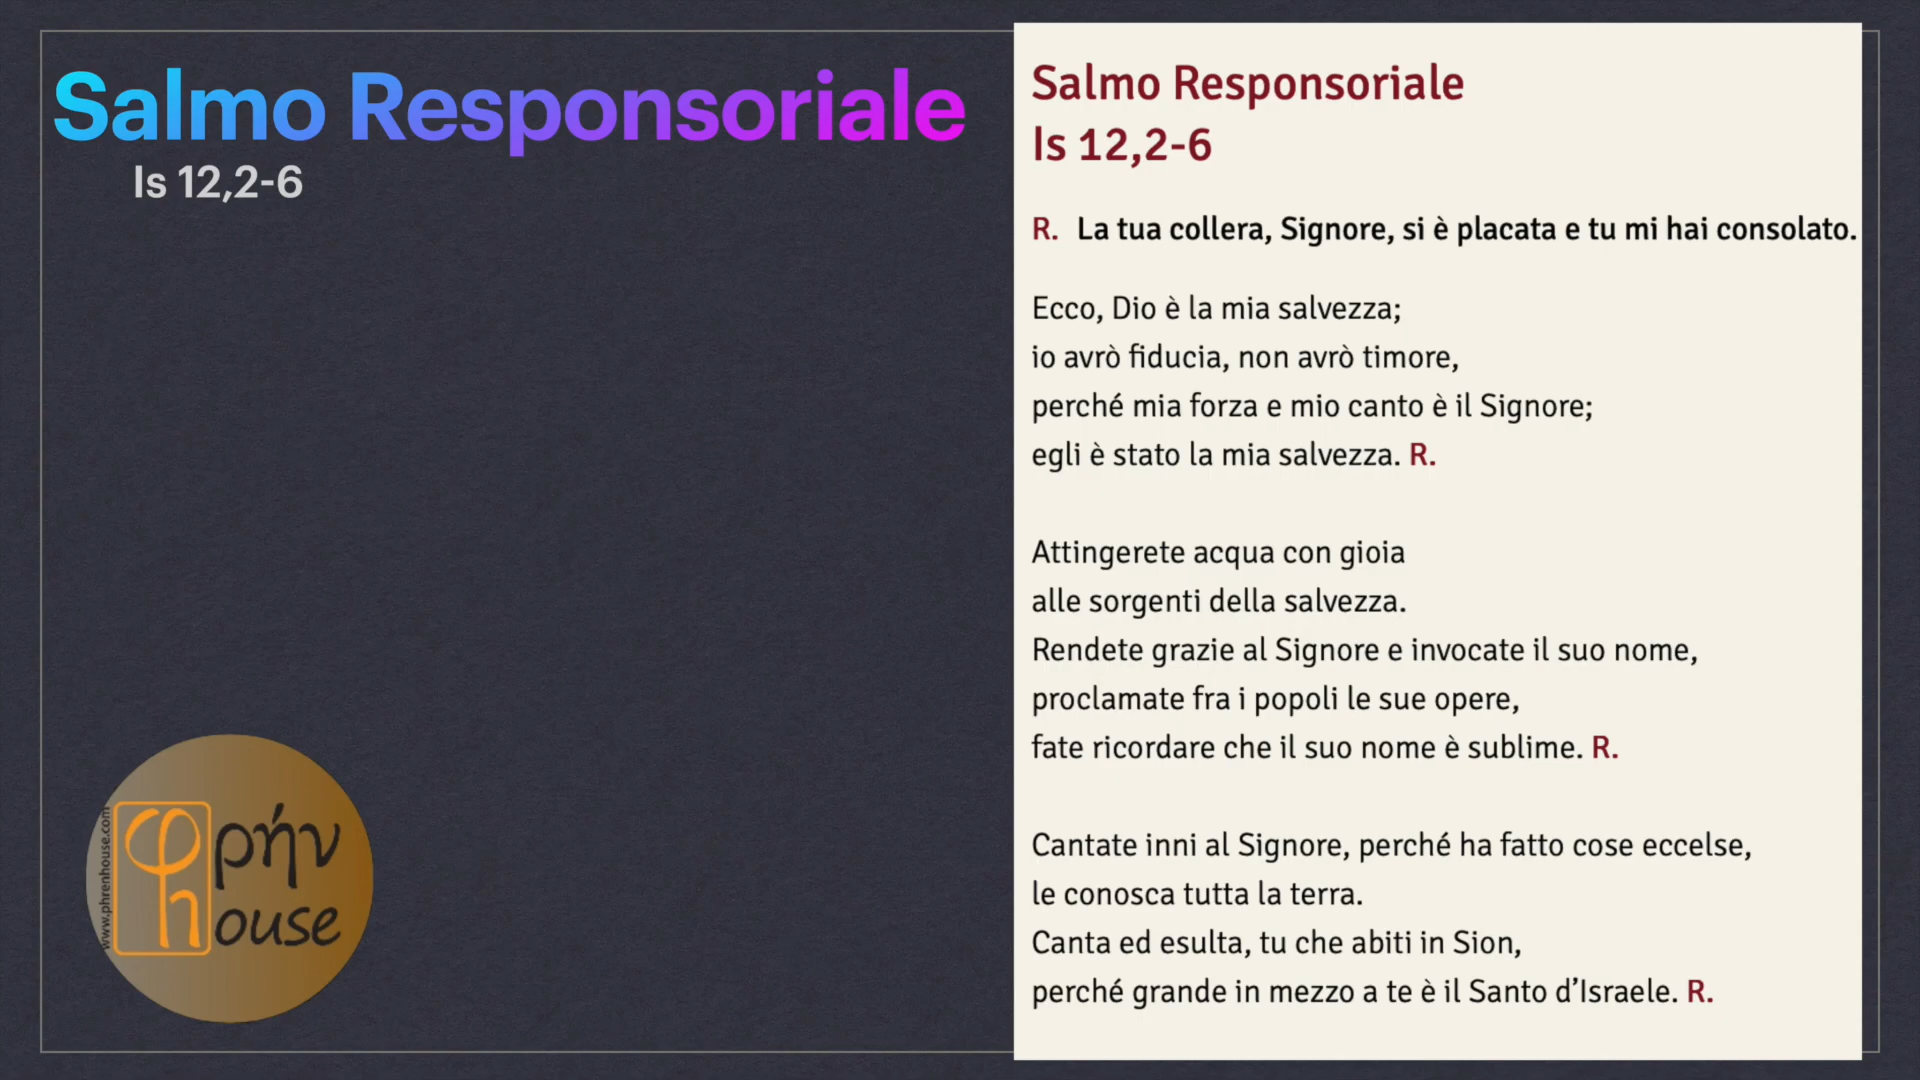 Salmo Responsoriale
Is 12,2-6
Salmo Responsoriale
Is 12,2-6
R. La tua collera, Signore, si è placata e tu mi hai consolato.
Ecco, Dio è la mia salvezza;
io avrò fiducia, non avrò timore,
perché mia forza e mio canto è il Signore;
egli è stato la mia salvezza. R.
Attingerete acqua con gioia
alle sorgenti della salvezza.
Rendete grazie al Signore e invocate il suo nome,
proclamate fra i popoli le sue opere,
fate ricordare che il suo nome è sublime. R.
Cantate inni al Signore, perché ha fatto cose eccelse,
le conosca tutta la terra.
Canta ed esulta, tu che abiti in Sion,
perché grande in mezzo a te è il Santo d’Israele. R.
www.phrenhouse.com
φρήν
house